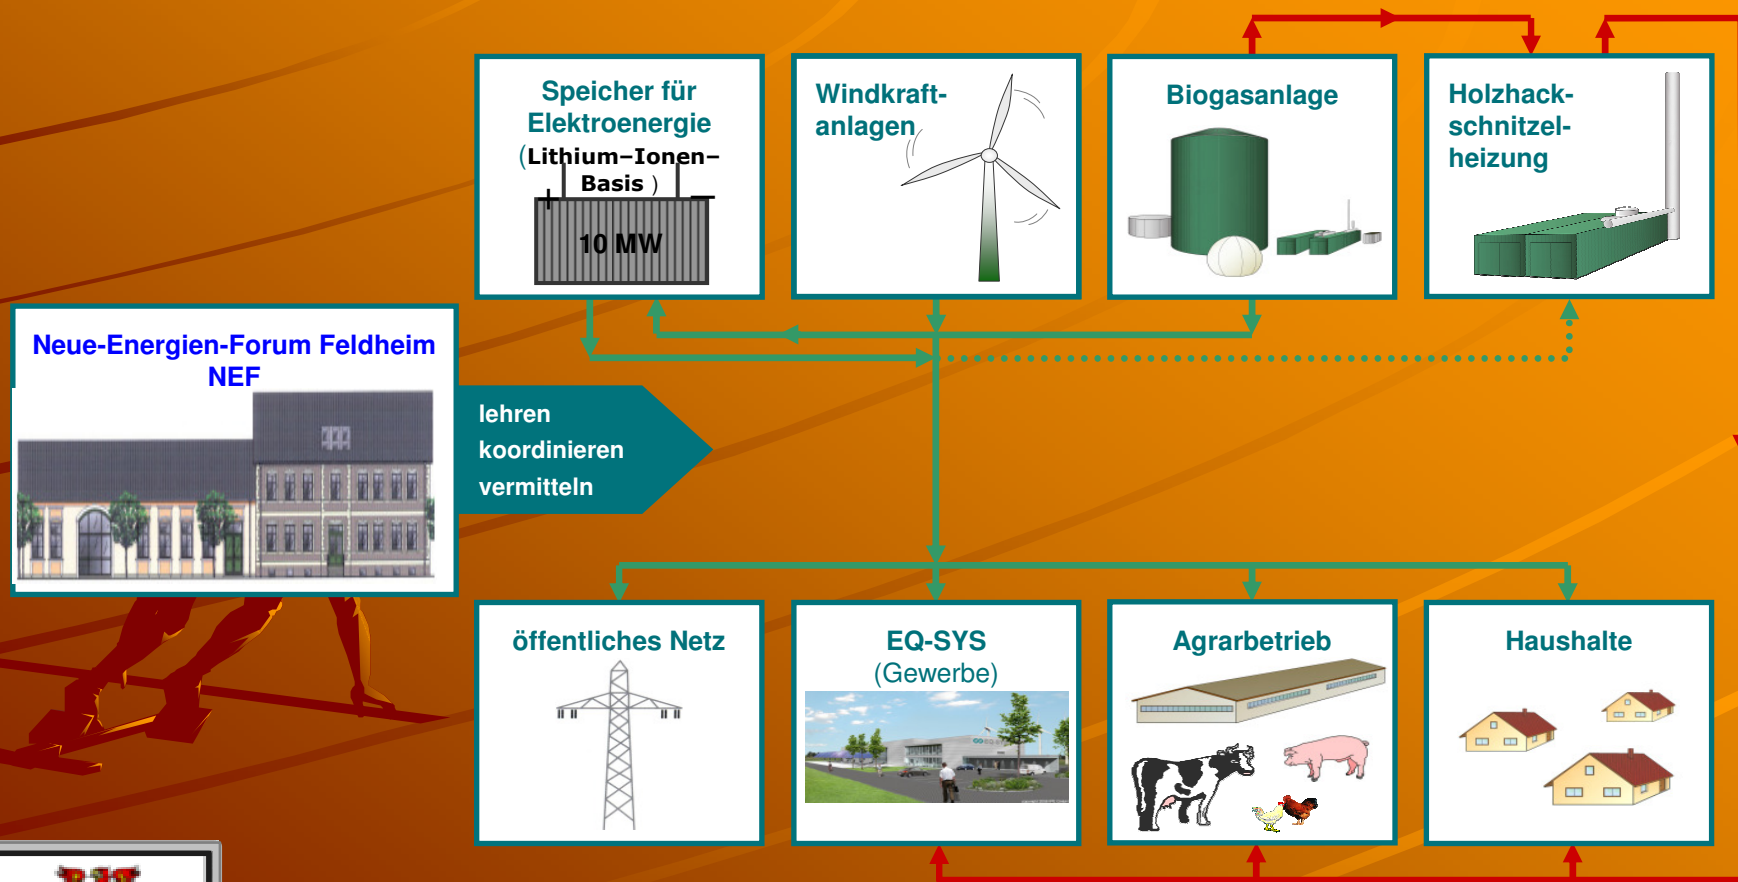 Speicher für
Elektroenergie
(Lithium–Ionen–
Basis )
+ –
10 MW
Windkraft-
anlagen
Biogasanlage
Holzhack-
schnitzel-
heizung
Neue-Energien-Forum Feldheim
NEF
lehren
koordinieren
vermitteln
öffentliches Netz
EQ-SYS
(Gewerbe)
Agrarbetrieb
Haushalte